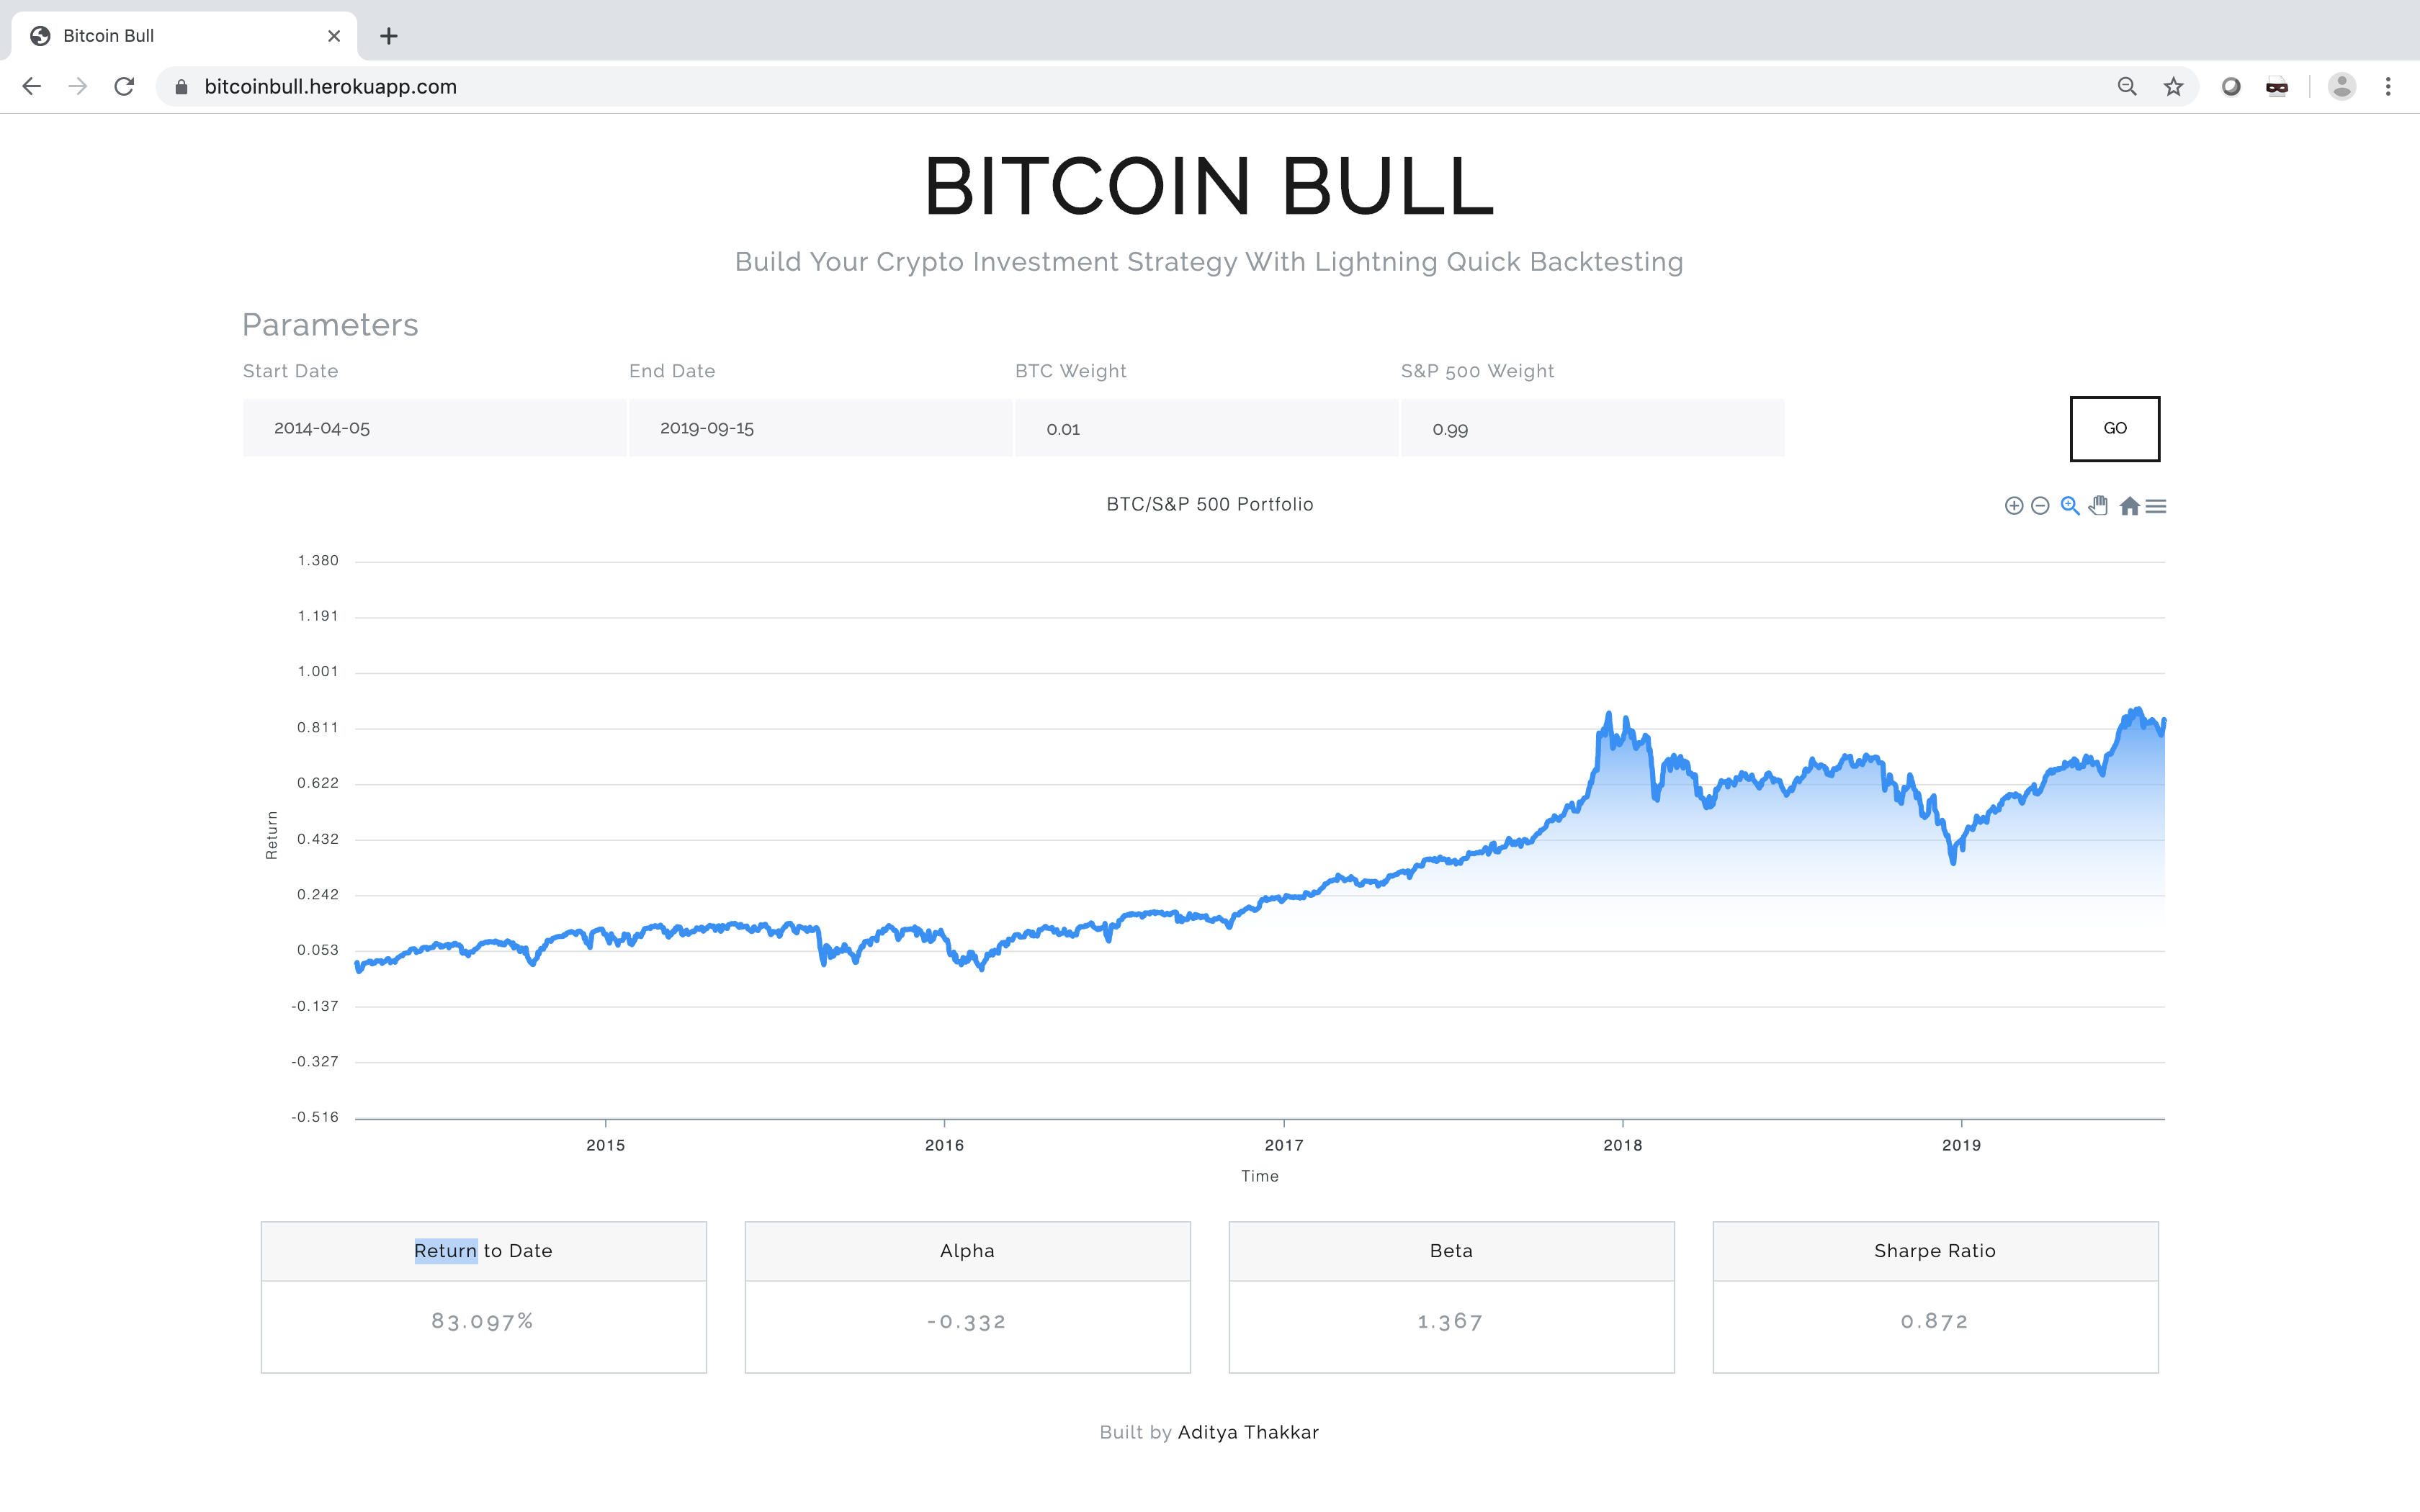 Bitcoin Bull
bitcoinbull.herokuapp.com
BITCOIN BULL
Build Your Crypto Investment Strategy With Lightning Quick Backtesting
Parameters
Start Date End Date BTC Weight S&P 500 Weight
2014-04-05 2019-09-15 0.01 0.99 GO
BTC/S&P 500 Portfolio
1.380
1.191
1.001
0.811
0.622
0.432
0.242
0.053
-0.137
-0.327
-0.516
Return
2015 2016 2017 2018 2019
Time
Return to Date Alpha Beta Sharpe Ratio
83.097% -0.332 1.367 0.872
Built by Aditya Thakkar